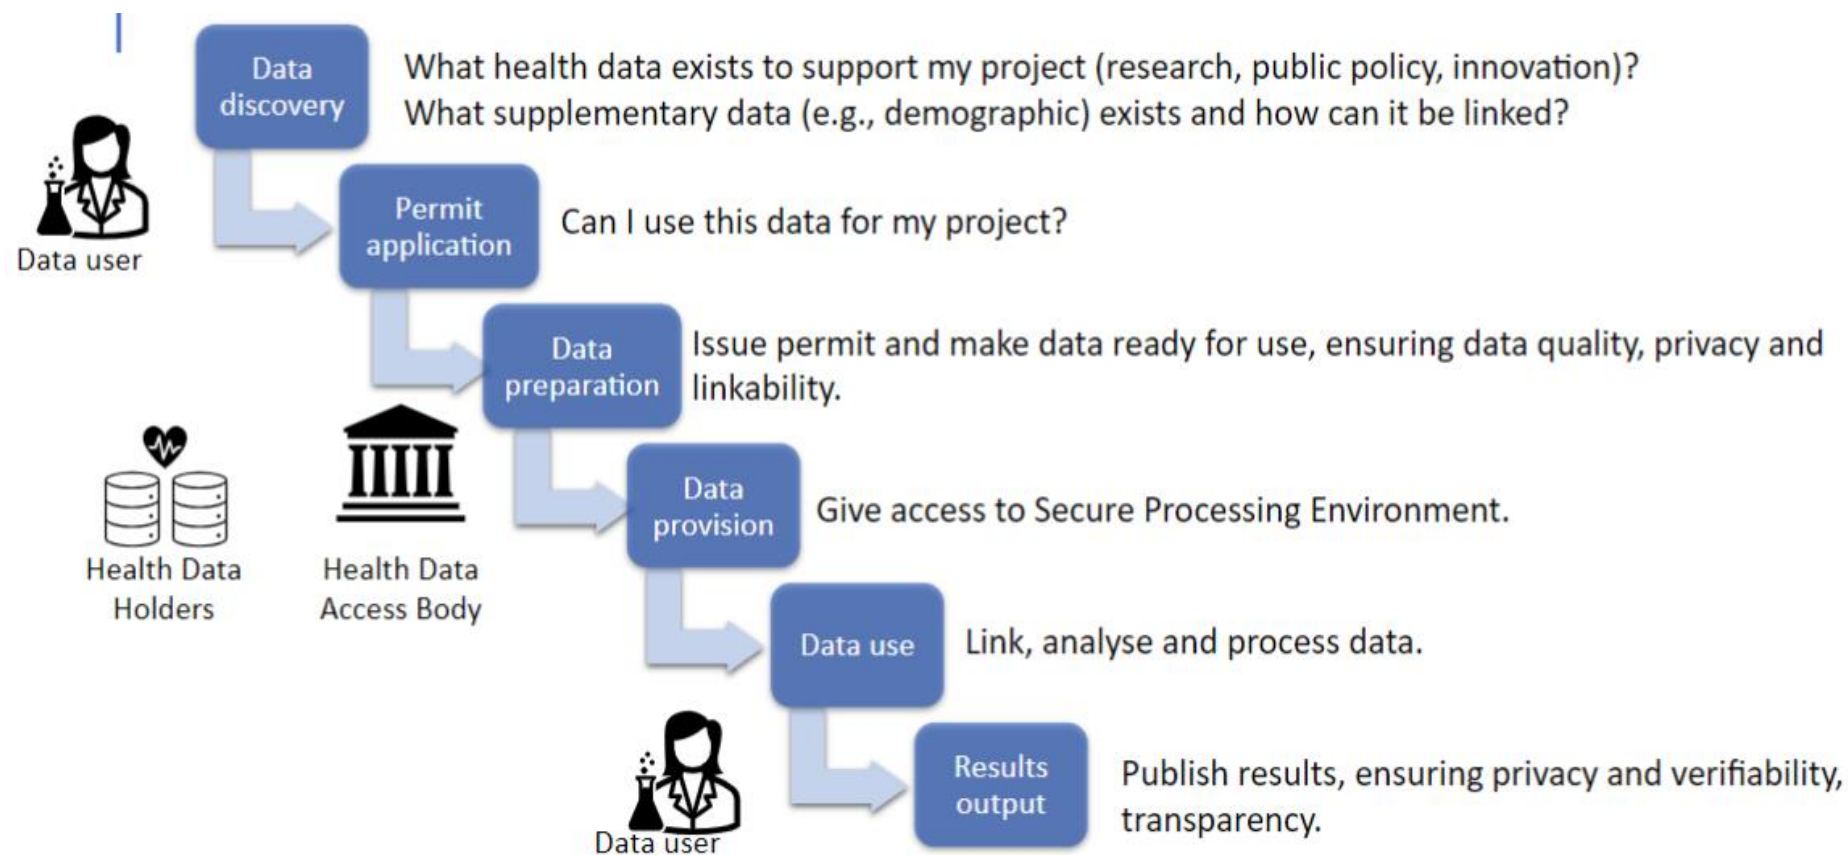 Data
discovery
What health data exists to support my project (research, public policy, innovation)?
What supplementary data (e.g., demographic) exists and how can it be linked?
Data user
Permit
application
Can I use this data for my project?
Data
preparation
Issue permit and make data ready for use, ensuring data quality, privacy and
linkability.
Health Data
Holders
Health Data
Access Body
Data
provision
Give access to Secure Processing Environment.
Data use
Link, analyse and process data.
Data user
Results
output
Publish results, ensuring privacy and verifiability,
transparency.